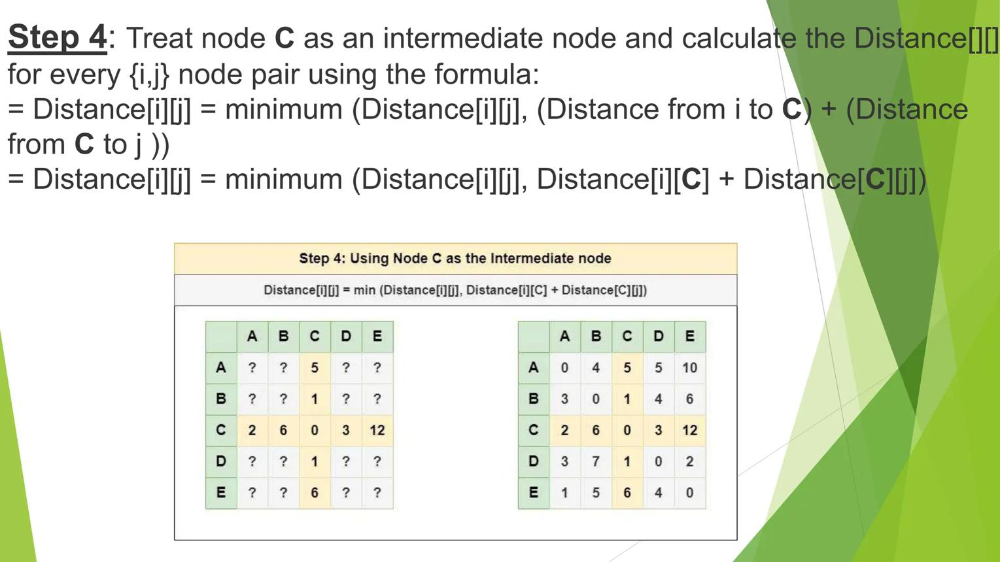 Step 4: Treat node C as an intermediate node and calculate the Distance[][]
for every {i,j} node pair using the formula:
= Distance[i][j] = minimum (Distance[i][j], (Distance from i to C) + (Distance
from C to j ))
= Distance[i][j] = minimum (Distance[i][j], Distance[i][C] + Distance[C][j])
Step 4: Using Node C as the Intermediate node
Distance[i][j] = min (Distance[i][j], Distance[i][C] + Distance[C][j])
A B C D E
A ? ? 5 ? ?
B ? ? 1 ? ?
C 2 6 0 3 12
D ? ? 1 ? ?
E ? ? 6 ? ?
A B C D E
A 0 4 5 5 10
B 3 0 1 4 6
C 2 6 0 3 12
D 3 7 1 0 2
E 1 5 6 4 0